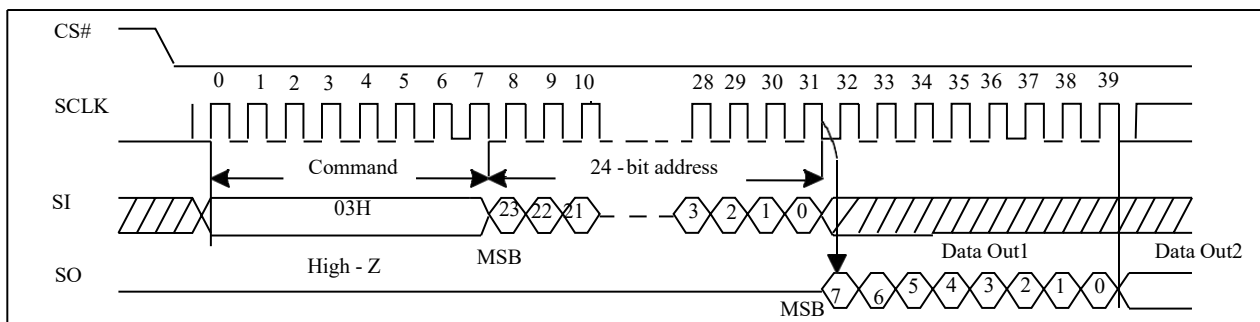 CS#
0 1 2 3 4 5 6 7 8 9 10 28 29 30 31 32 33 34 35 36 37 38 39
SCLK
Command 24 -bit address
SI 03H 23 22 21 3 2 1 0
High - Z MSB Data Out1 Data Out2
SO MSB 7 6 5 4 3 2 1 0